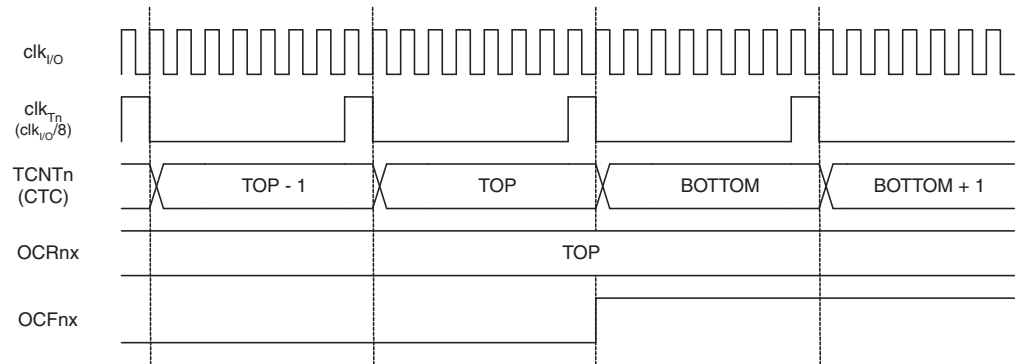 clkI/O
clkTn
(clkI/O/8)
TCNTn
(CTC)
TOP - 1
TOP
BOTTOM
BOTTOM + 1
OCRnx
TOP
OCFnx